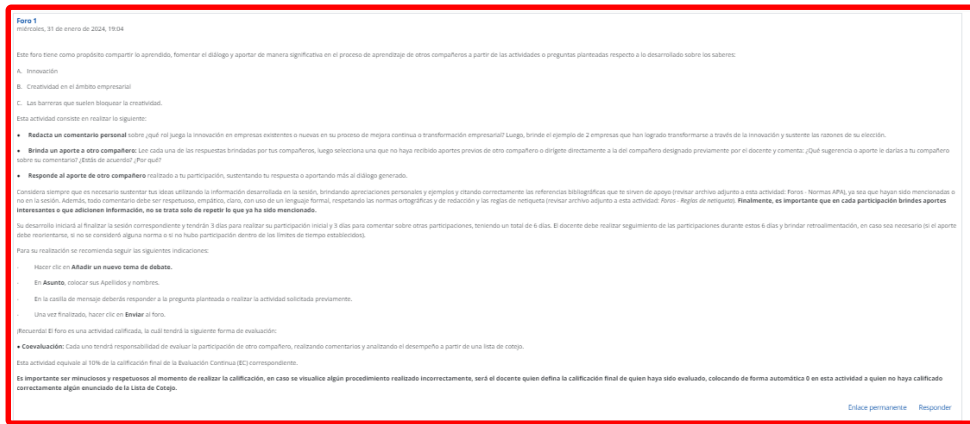 Foro 1
miércoles, 31 de enero de 2024, 19:04
Este foro tiene como propósito compartir lo aprendido, fomentar el diálogo y aportar de manera significativa en el proceso de aprendizaje de otros compañeros a partir de las actividades o preguntas planteadas respecto a lo desarrollado sobre los saberes:
A. Innovación
B. Creatividad en el ámbito empresarial
C. Las barreras que suelen bloquear la creatividad.
Esta actividad consiste en realizar lo siguiente:
• Redacta un comentario personal sobre ¿qué rol juega la innovación en empresas existentes o nuevas en su proceso de mejora continua o transformación empresarial? Luego, brinde el ejemplo de 2 empresas que han logrado transformarse a través de la innovación y sustente las razones de su elección.
• Brinda un aporte a otro compañero: Lee cada una de las respuestas brindadas por tus compañeros, luego selecciona una que no haya recibido aportes previos de otro compañero o dirígete directamente a la del compañero designado previamente por el docente y comenta: ¿Qué sugerencia o aporte le darías a tu compañero
sobre su comentario? ¿Estás de acuerdo? ¿Por qué?
• Responde al aporte de otro compañero realizado a tu participación, sustentando tu respuesta o aportando más al diálogo generado.
Considera siempre que es necesario sustentar tus ideas utilizando la información desarrollada en la sesión, brindando apreciaciones personales y ejemplos y citando correctamente las referencias bibliográficas que te sirven de apoyo (revisar archivo adjunto a esta actividad: Foros - Normas APA), ya sea que hayan sido mencionadas o
no en la sesión. Además, todo comentario debe ser respetuoso, empático, claro, con uso de un lenguaje formal, respetando las normas ortográficas y de redacción y las reglas de netiqueta (revisar archivo adjunto a esta actividad: Foros - Reglas de netiqueta). Finalmente, es importante que en cada participación brindes aportes
interesantes o que adicionen información, no se trata solo de repetir lo que ya ha sido mencionado.
Su desarrollo iniciará al finalizar la sesión correspondiente y tendrán 3 días para realizar su participación inicial y 3 días para comentar sobre otras participaciones, teniendo un total de 6 días. El docente debe realizar seguimiento de las participaciones durante estos 6 días y brindar retroalimentación, en caso sea necesario (si el aporte
debe reorientarse, si no se consideró alguna norma o si no hubo participación dentro de los límites de tiempo establecidos).
Para su realización se recomienda seguir las siguientes indicaciones:
- Hacer clic en Añadir un nuevo tema de debate.
- En Asunto, colocar sus Apellidos y nombres.
- En la casilla de mensaje deberás responder a la pregunta planteada o realizar la actividad solicitada previamente.
- Una vez finalizado, hacer clic en Enviar al foro.
¡Recuerda! El foro es una actividad calificada, la cuál tendrá la siguiente forma de evaluación:
• Coevaluación: Cada uno tendrá responsabilidad de evaluar la participación de otro compañero, realizando comentarios y analizando el desempeño a partir de una lista de cotejo.
Esta actividad equivale al 10% de la calificación final de la Evaluación Continua (EC) correspondiente.
Es importante ser minuciosos y respetuosos al momento de realizar la calificación, en caso se visualice algún procedimiento realizado incorrectamente, será el docente quien defina la calificación final de quien haya sido evaluado, colocando de forma automática 0 en esta actividad a quien no haya calificado
correctamente algún enunciado de la Lista de Cotejo.
Enlace permanente Responder